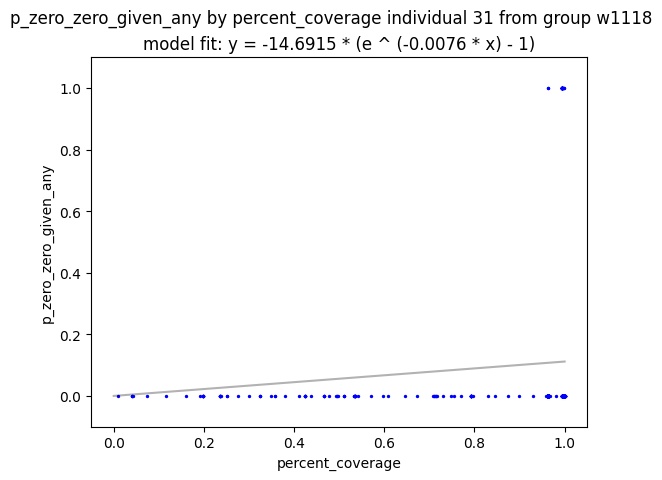 p_zero_zero_given_any by percent_coverage individual 31 from group w1118
model fit: y = -14.6915 * (e ^ (-0.0076 * x) - 1)
1.0
0.8
0.6
0.4
0.2
0.0
p_zero_zero_given_any
0.0 0.2 0.4 0.6 0.8 1.0
percent_coverage